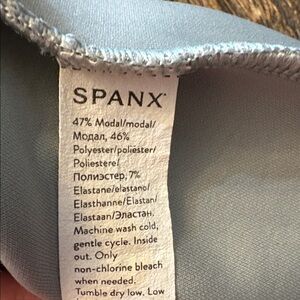 SPANX
47% Modal/modal/
Модал, 46%
Polyester/poliéster/
Poliestere/
Полиэстер, 7%
Elastane/elastano/
Elasthanne/Elastan/
Elastaan/Эластан.
Machine wash cold,
gentle cycle. Inside
out. Only
non-chlorine bleach
when needed.
Tumble dry low. Low